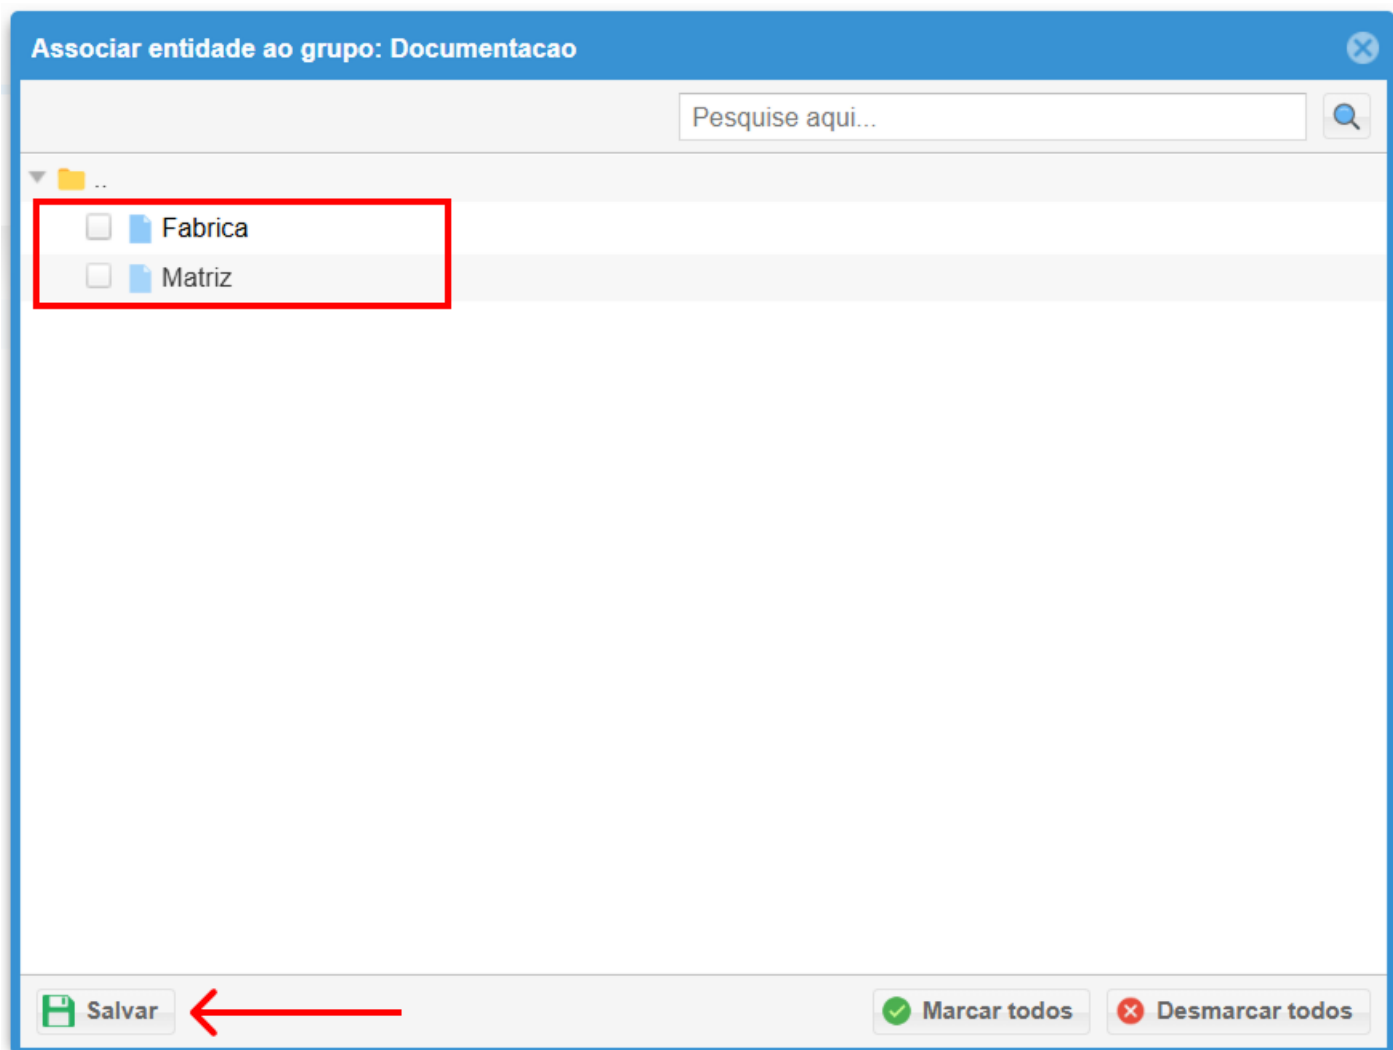 Associar entidade ao grupo: Documentacao
Pesquise aqui...
..
Fabrica
Matriz
Salvar
Marcar todos
Desmarcar todos